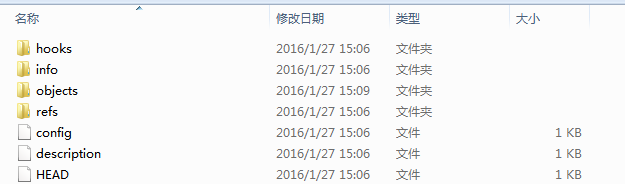 名称 修改日期 类型 大小
hooks 2016/1/27 15:06 文件夹
info 2016/1/27 15:06 文件夹
objects 2016/1/27 15:09 文件夹
refs 2016/1/27 15:06 文件夹
config 2016/1/27 15:06 文件 1 KB
description 2016/1/27 15:06 文件 1 KB
HEAD 2016/1/27 15:06 文件 1 KB